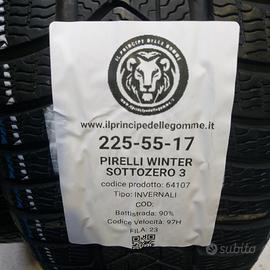 IL PRINCIPE DELLE GOMME
www.ilprincipedellegomme.it
225-55-17
PIRELLI WINTER
SOTTOZERO 3
codice prodotto: 64107
Tipo: INVERNALI
COD:
Battistrada: 90%
Codice Velocità: 97H
FILA: 23
subito